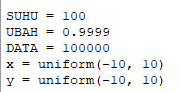 SUHU = 100
UBAH = 0.9999
DATA = 100000
x = uniform(-10, 10)
y = uniform(-10, 10)